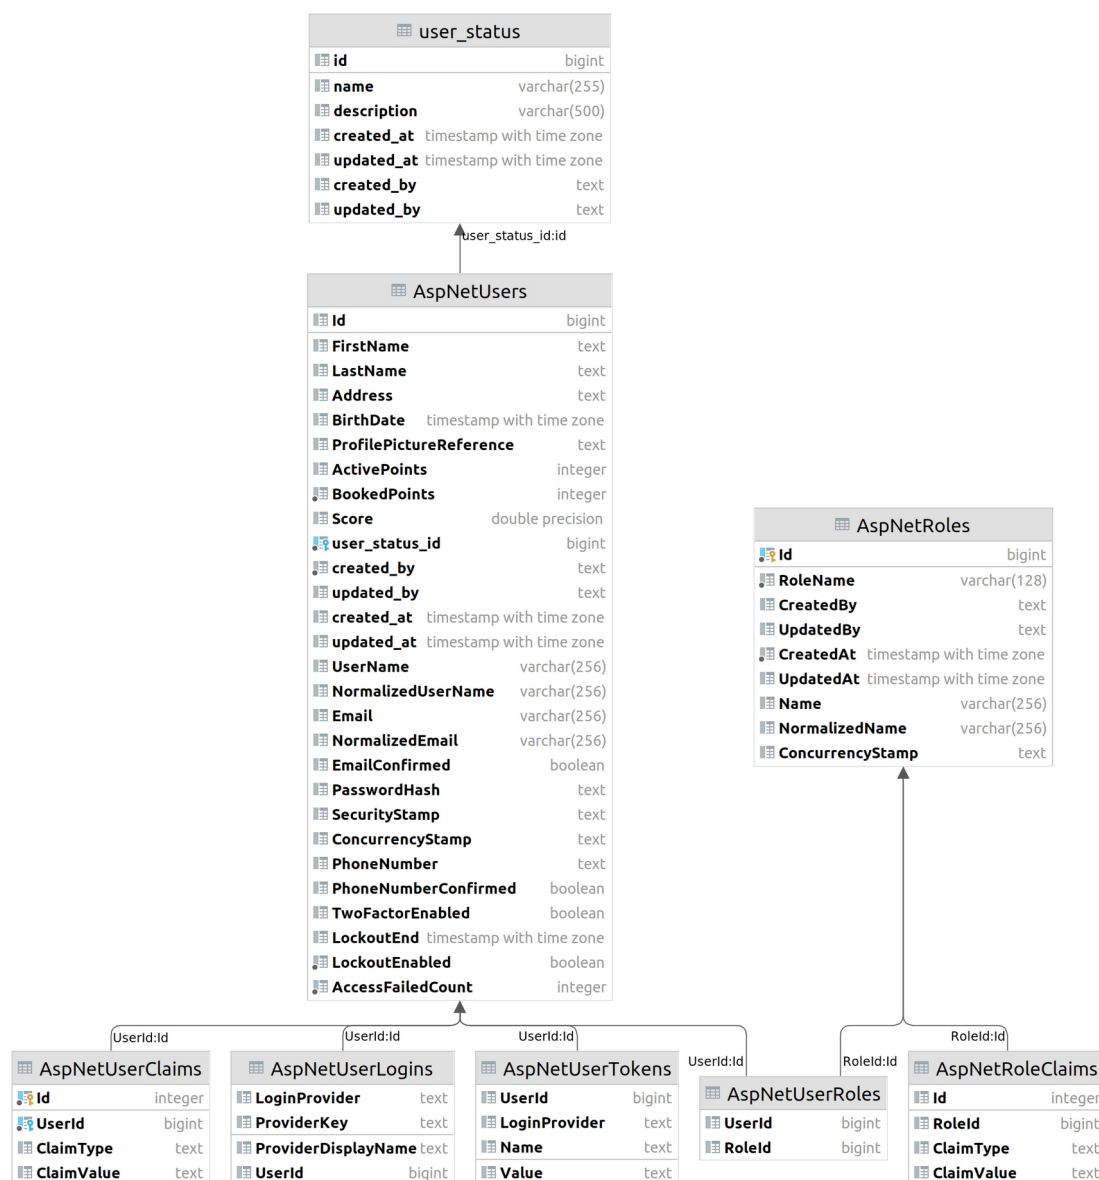 user_status
id bigint
name varchar(255)
description varchar(500)
created_at timestamp with time zone
updated_at timestamp with time zone
created_by text
updated_by text
user_status_id:id
AspNetUsers
Id bigint
FirstName text
LastName text
Address text
BirthDate timestamp with time zone
ProfilePictureReference text
ActivePoints integer
BookedPoints integer
Score double precision
user_status_id bigint
created_by text
updated_by text
created_at timestamp with time zone
updated_at timestamp with time zone
UserName varchar(256)
NormalizedUserName varchar(256)
Email varchar(256)
NormalizedEmail varchar(256)
EmailConfirmed boolean
PasswordHash text
SecurityStamp text
ConcurrencyStamp text
PhoneNumber text
PhoneNumberConfirmed boolean
TwoFactorEnabled boolean
LockoutEnd timestamp with time zone
LockoutEnabled boolean
AccessFailedCount integer
AspNetRoles
Id bigint
RoleName varchar(128)
CreatedBy text
UpdatedBy text
CreatedAt timestamp with time zone
UpdatedAt timestamp with time zone
Name varchar(256)
NormalizedName varchar(256)
ConcurrencyStamp text
UserId:Id
UserId:Id
UserId:Id
UserId:Id
RoleId:Id
RoleId:Id
AspNetUserClaims
Id integer
UserId bigint
ClaimType text
ClaimValue text
AspNetUserLogins
LoginProvider text
ProviderKey text
ProviderDisplayName text
UserId bigint
AspNetUserTokens
UserId bigint
LoginProvider text
Name text
Value text
AspNetUserRoles
UserId bigint
RoleId bigint
AspNetRoleClaims
Id integer
RoleId bigint
ClaimType text
ClaimValue text